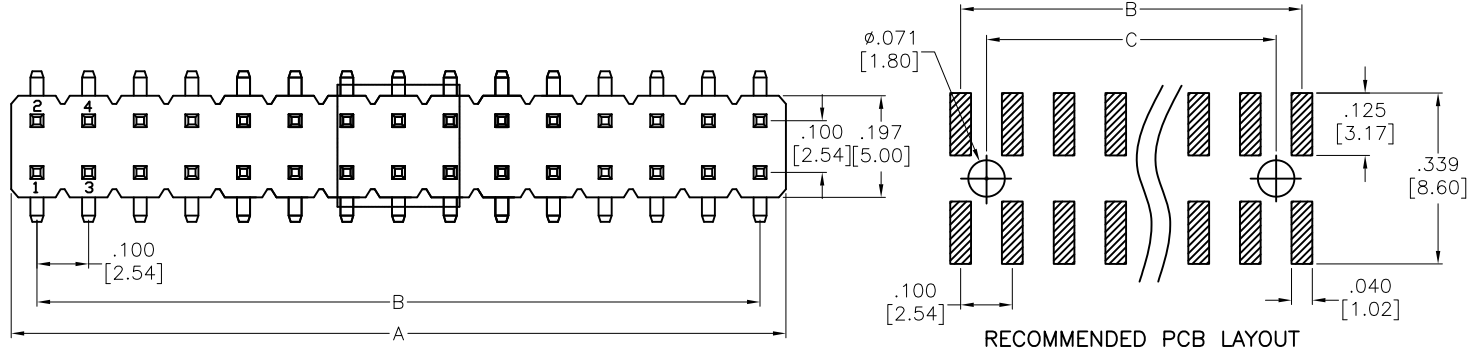 2 4
1 3
.100
[2.54]
.197
[5.00]
.100
[2.54]
B
A
B
C
ø.071
[1.80]
.125
[3.17]
.339
[8.60]
.100
[2.54]
.040
[1.02]
RECOMMENDED PCB LAYOUT